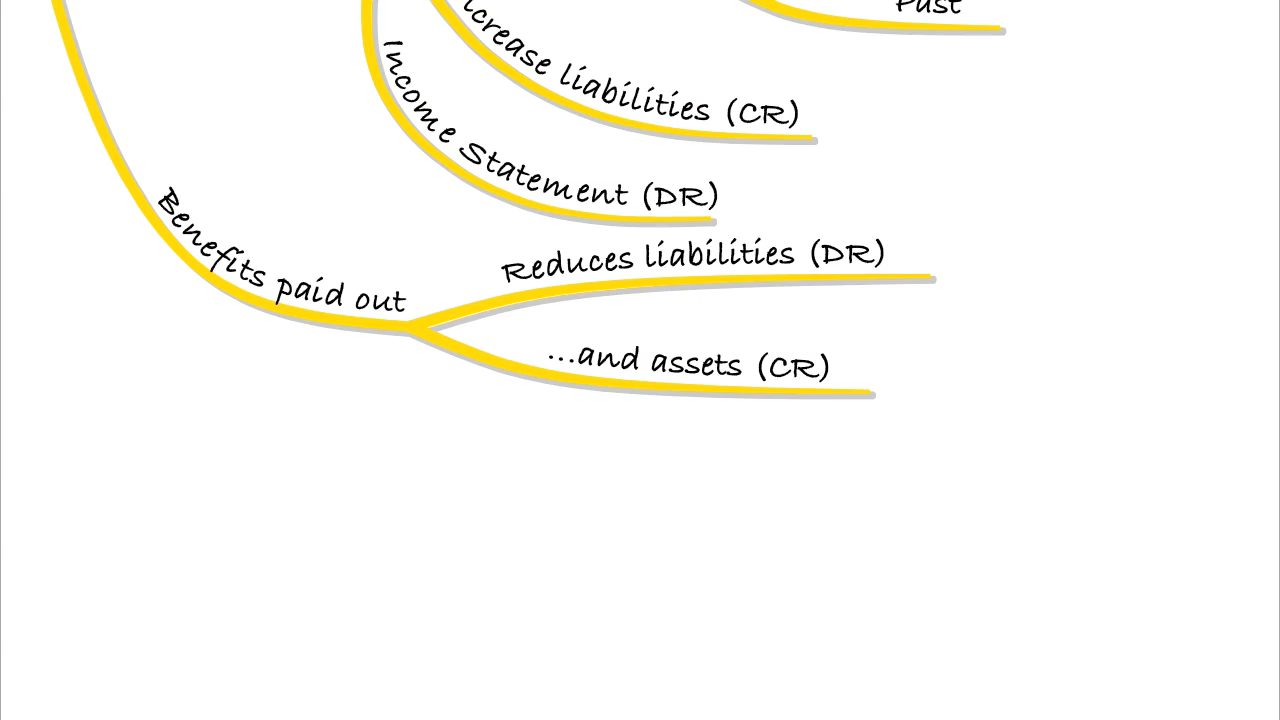 Past
crease liabilities (CR)
Income Statement (DR)
Benefits paid out
Reduces liabilities (DR)
...and assets (CR)